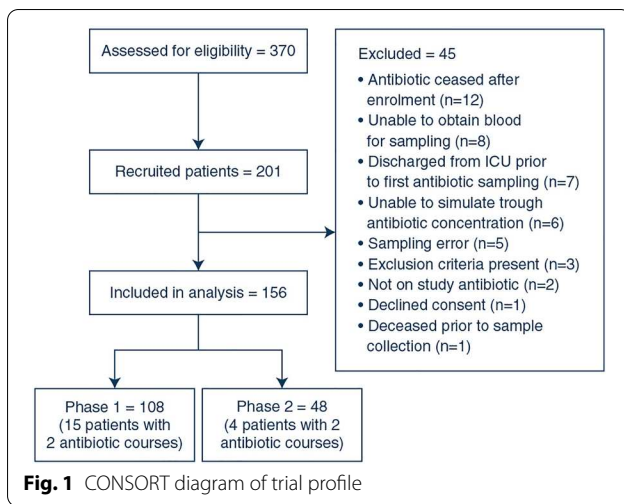 Assessed for eligibility = 370
Recruited patients = 201
Excluded = 45
• Antibiotic ceased after
enrolment (n=12)
• Unable to obtain blood
for sampling (n=8)
• Discharged from ICU prior
to first antibiotic sampling (n=7)
• Unable to simulate trough
antibiotic concentration (n=6)
• Sampling error (n=5)
• Exclusion criteria present (n=3)
• Not on study antibiotic (n=2)
• Declined consent (n=1)
• Deceased prior to sample
collection (n=1)
Included in analysis = 156
Phase 1 = 108
(15 patients with
2 antibiotic courses)
Phase 2 = 48
(4 patients with 2
antibiotic courses)
Fig. 1 CONSORT diagram of trial profile